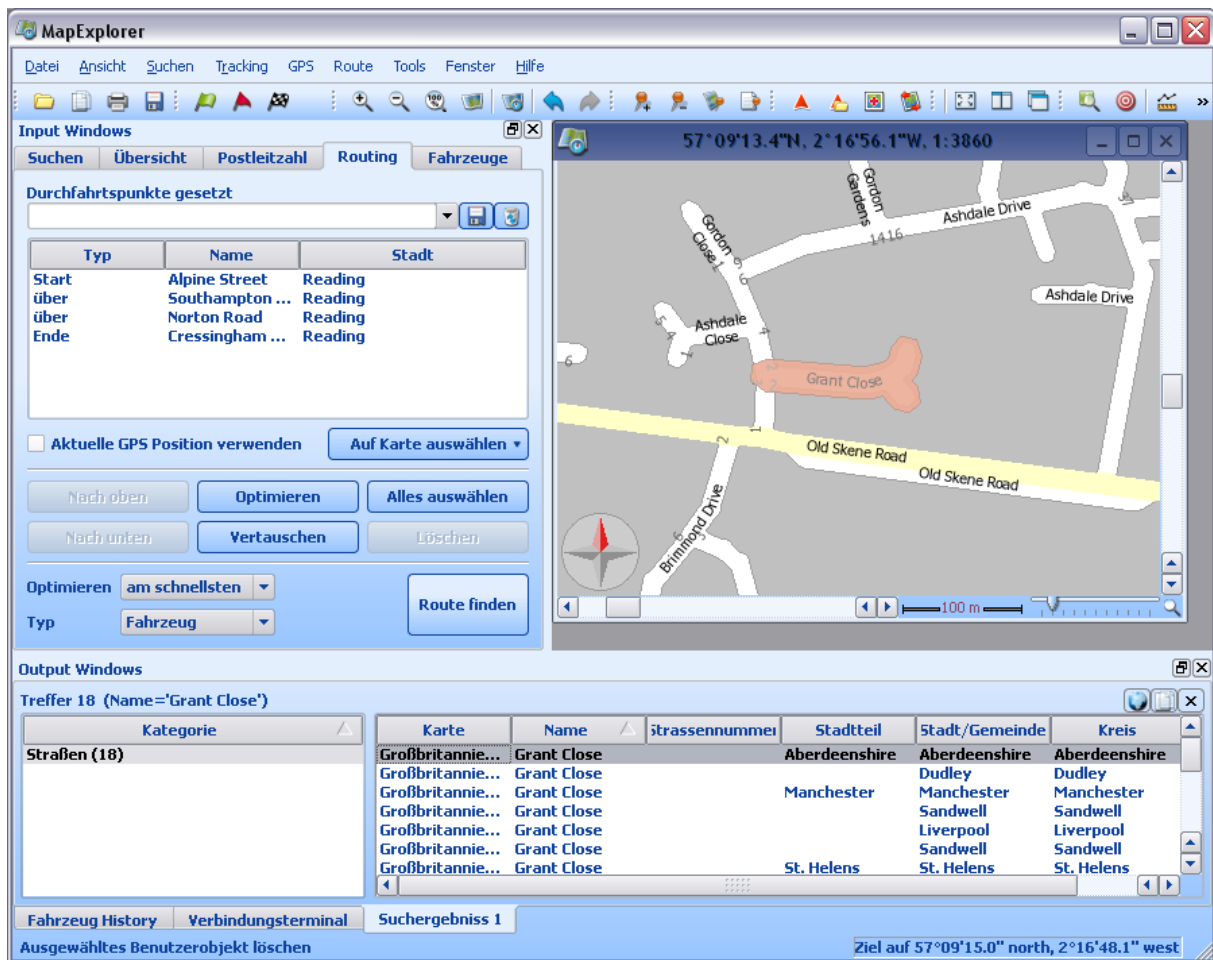 MapExplorer
Datei Ansicht Suchen Tracking GPS Route Tools Fenster Hilfe
Input Windows
Suchen Übersicht Postleitzahl Routing Fahrzeuge
Durchfahrtspunkte gesetzt
Typ Name Stadt
Start Alpine Street Reading
über Southampton ... Reading
über Norton Road Reading
Ende Cressingham ... Reading
Aktuelle GPS Position verwenden Auf Karte auswählen
Nach oben Optimieren Alles auswählen
Nach unten Vertauschen Löschen
Optimieren am schnellsten
Route finden
Typ Fahrzeug
57°09'13.4"N, 2°16'56.1"W, 1:3860
Gordon Gardens
Gordon Close
Ashdale Drive
1416
37
Ashdale Drive
Ashdale Close
5 4 1
4
6
Grant Close
1
2
Old Skene Road
Old Skene Road
Brimmond Drive
100 m
Output Windows
Treffer 18 (Name='Grant Close')
Kategorie
Straßen (18)
Karte Name Strassennummer Stadtteil Stadt/Gemeinde Kreis
Großbritannie... Grant Close Aberdeenshire Aberdeenshire Aberdeenshire
Großbritannie... Grant Close Dudley Dudley
Großbritannie... Grant Close Manchester Manchester Manchester
Großbritannie... Grant Close Sandwell Sandwell
Großbritannie... Grant Close Liverpool Liverpool
Großbritannie... Grant Close Sandwell Sandwell
Großbritannie... Grant Close St. Helens St. Helens St. Helens
Fahrzeug History Verbindungsterminal Suchergebniss 1
Ausgewähltes Benutzerobjekt löschen Ziel auf 57°09'15.0" north, 2°16'48.1" west